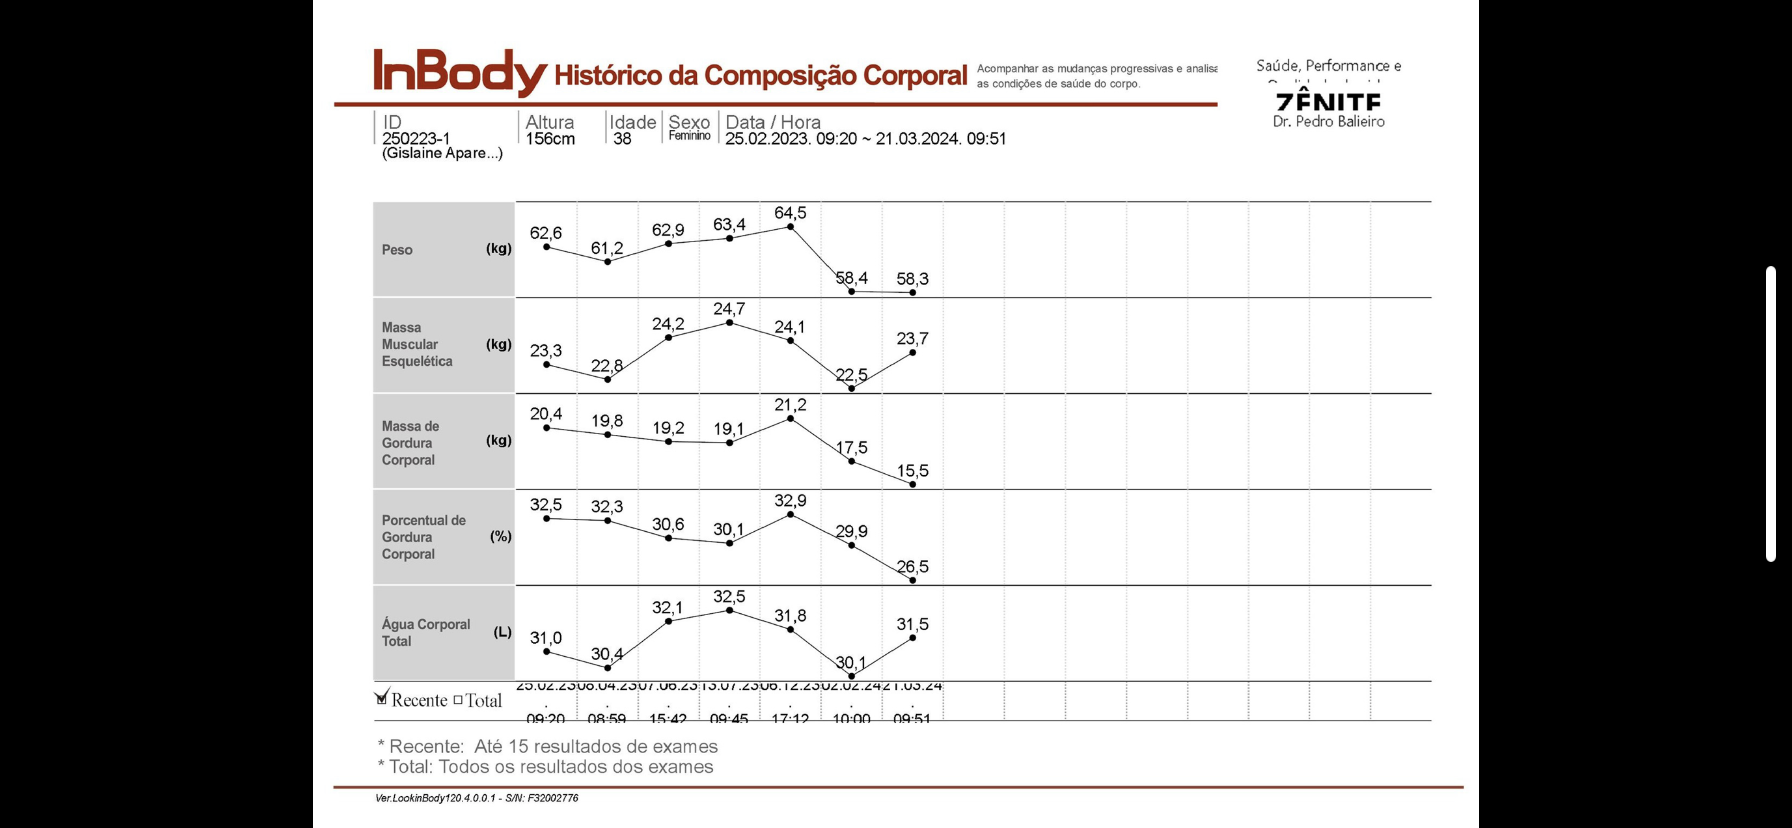 InBody Histórico da Composição Corporal
Acompanhar as mudanças progressivas e analisa
as condições de saúde do corpo.
Saúde, Performance e
ZÊNITE
Dr. Pedro Balieiro
ID
250223-1
(Gislaine Apare...)
Altura
156cm
Idade
38
Sexo
Feminino
Data / Hora
25.02.2023. 09:20 ~ 21.03.2024. 09:51
Peso (kg)
62,6 61,2 62,9 63,4 64,5 58,4 58,3
Massa
Muscular
Esquelética
(kg)
23,3 22,8 24,2 24,7 24,1 22,5 23,7
Massa de
Gordura
Corporal
(kg)
20,4 19,8 19,2 19,1 21,2 17,5 15,5
Porcentual de
Gordura
Corporal
(%)
32,5 32,3 30,6 30,1 32,9 29,9 26,5
Água Corporal
Total
(L)
31,0 30,4 32,1 32,5 31,8 30,1 31,5
Recente Total
25.02.23 08.04.23 07.06.23 13.07.23 06.12.23 02.02.24 21.03.24
09:20 08:59 15:42 09:45 17:12 10:00 09:51
* Recente: Até 15 resultados de exames
* Total: Todos os resultados dos exames
Ver.LookinBody120.4.0.0.1 - S/N: F32002776